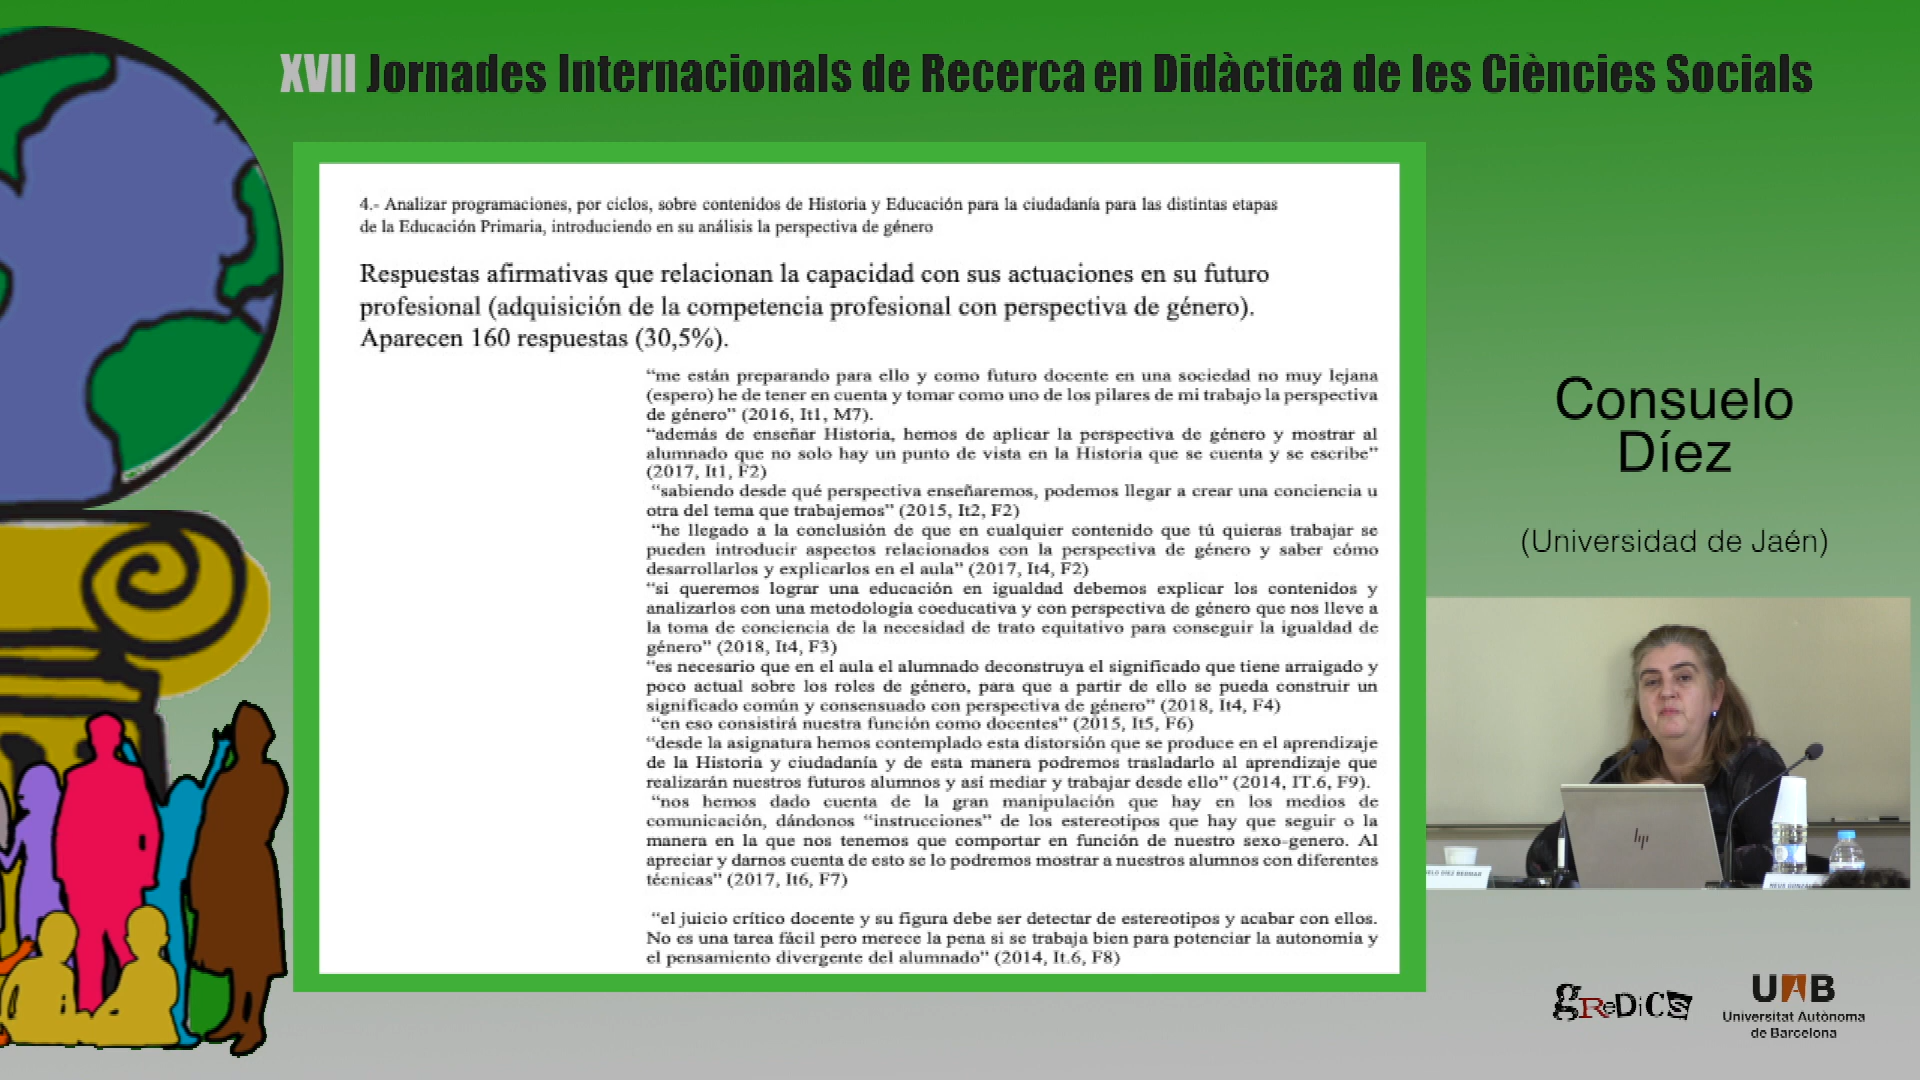 XVII Jornades Internacionals de Recerca en Didàctica de les Ciències Socials
4.- Analizar programaciones, por ciclos, sobre contenidos de Historia y Educación para la ciudadanía para las distintas etapas
de la Educación Primaria, introduciendo en su análisis la perspectiva de género
Respuestas afirmativas que relacionan la capacidad con sus actuaciones en su futuro
profesional (adquisición de la competencia profesional con perspectiva de género).
Aparecen 160 respuestas (30,5%).
“me están preparando para ello y como futuro docente en una sociedad no muy lejana
(espero) he de tener en cuenta y tomar como uno de los pilares de mi trabajo la perspectiva
de género” (2016, It1, M7).
“además de enseñar Historia, hemos de aplicar la perspectiva de género y mostrar al
alumnado que no solo hay un punto de vista en la Historia que se cuenta y se escribe”
(2017, It1, F2)
“sabiendo desde qué perspectiva enseñaremos, podemos llegar a crear una conciencia u
otra del tema que trabajemos” (2015, It2, F2)
“he llegado a la conclusión de que en cualquier contenido que tú quieras trabajar se
pueden introducir aspectos relacionados con la perspectiva de género y saber cómo
desarrollarlos y explicarlos en el aula” (2017, It4, F2)
“si queremos lograr una educación en igualdad debemos explicar los contenidos y
analizarlos con una metodología coeducativa y con perspectiva de género que nos lleve a
la toma de conciencia de la necesidad de trato equitativo para conseguir la igualdad de
género” (2018, It4, F3)
“es necesario que en el aula el alumnado deconstruya el significado que tiene arraigado y
poco actual sobre los roles de género, para que a partir de ello se pueda construir un
significado común y consensuado con perspectiva de género” (2018, It4, F4)
“en eso consistirá nuestra función como docentes” (2015, It5, F6)
“desde la asignatura hemos contemplado esta distorsión que se produce en el aprendizaje
de la Historia y ciudadanía y de esta manera podremos trasladarlo al aprendizaje que
realizarán nuestros futuros alumnos y así mediar y trabajar desde ello” (2014, IT.6, F9).
“nos hemos dado cuenta de la gran manipulación que hay en los medios de
comunicación, dándonos “instrucciones” de los estereotipos que hay que seguir o la
manera en la que nos tenemos que comportar en función de nuestro sexo-genero. Al
apreciar y darnos cuenta de esto se lo podremos mostrar a nuestros alumnos con diferentes
técnicas” (2017, It6, F7)
“el juicio crítico docente y su figura debe ser detectar de estereotipos y acabar con ellos.
No es una tarea fácil pero merece la pena si se trabaja bien para potenciar la autonomía y
el pensamiento divergente del alumnado” (2014, It.6, F8)
Consuelo
Díez
(Universidad de Jaén)
hp
gReDiCs
UAB
Universitat Autònoma
de Barcelona